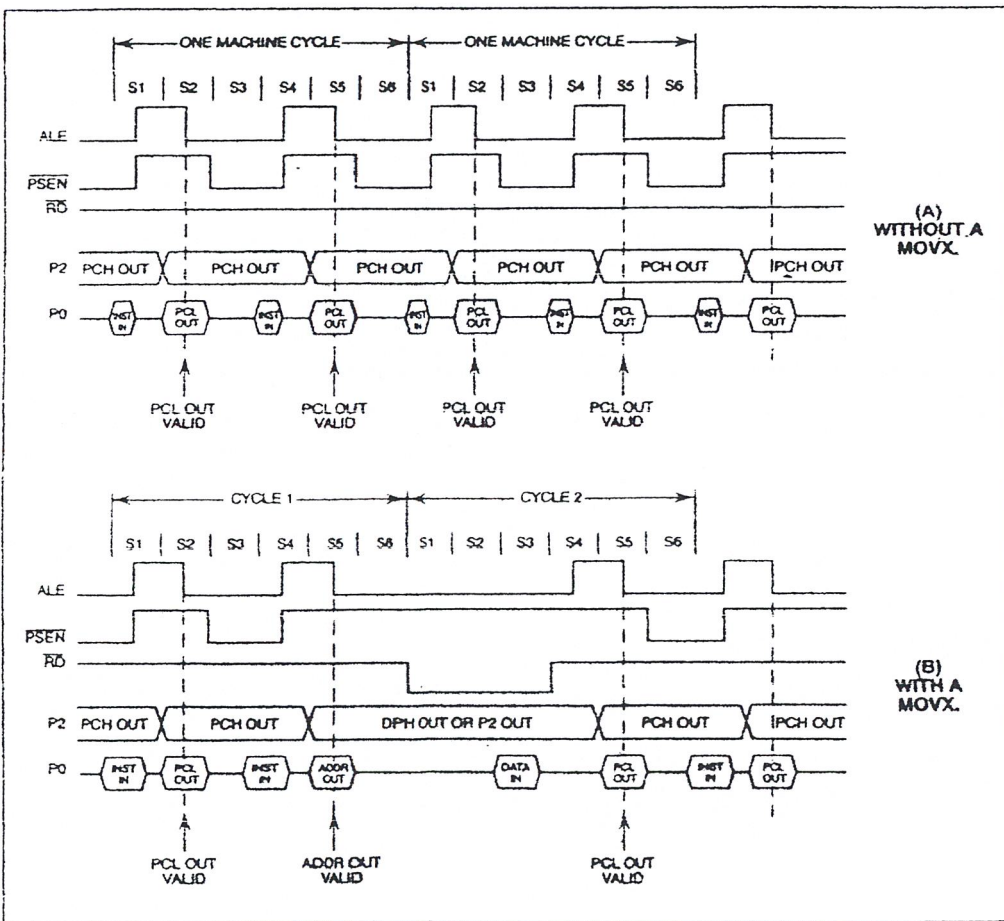 ONE MACHINE CYCLE ONE MACHINE CYCLE
S1 S2 S3 S4 S5 S6 S1 S2 S3 S4 S5 S6
ALE
PSEN
RD
(A)
WITHOUT A
MOVX.
P2 PCH OUT PCH OUT PCH OUT PCH OUT PCH OUT PCH OUT
P0 INST IN PCL OUT INST IN PCL OUT INST IN PCL OUT INST IN PCL OUT INST IN PCL OUT
PCL OUT VALID PCL OUT VALID PCL OUT VALID PCL OUT VALID
CYCLE 1 CYCLE 2
S1 S2 S3 S4 S5 S6 S1 S2 S3 S4 S5 S6
ALE
PSEN
RD
(B)
WITH A
MOVX.
P2 PCH OUT PCH OUT DPH OUT OR P2 OUT PCH OUT PCH OUT
P0 INST IN PCL OUT INST IN ADDR OUT DATA IN PCL OUT INST IN PCL OUT
PCL OUT VALID ADDR OUT VALID PCL OUT VALID